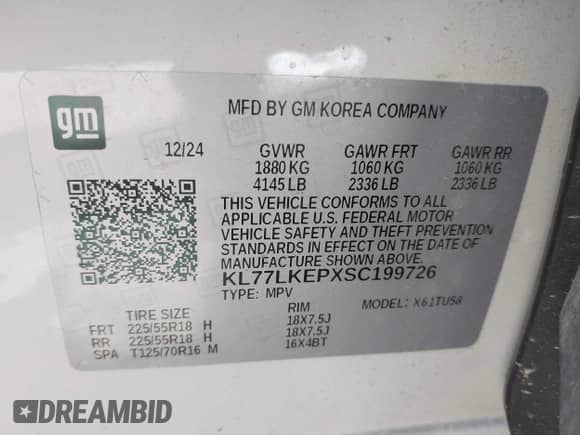 gm
MFD BY GM KOREA COMPANY
12/24 GVWR GAWR FRT GAWR RR
1880 KG 1060 KG 1060 KG
4145 LB 2336 LB 2336 LB
THIS VEHICLE CONFORMS TO ALL
APPLICABLE U.S. FEDERAL MOTOR
VEHICLE SAFETY AND THEFT PREVENTION
STANDARDS IN EFFECT ON THE DATE OF
MANUFACTURE SHOWN ABOVE.
KL77LKEPXSC199726
TYPE: MPV MODEL: X61TU58
TIRE SIZE RIM
FRT 225/55R18 H 18X7.5J
RR 225/55R18 H 18X7.5J
SPA T125/70R16 M 16X4BT
DREAMBID